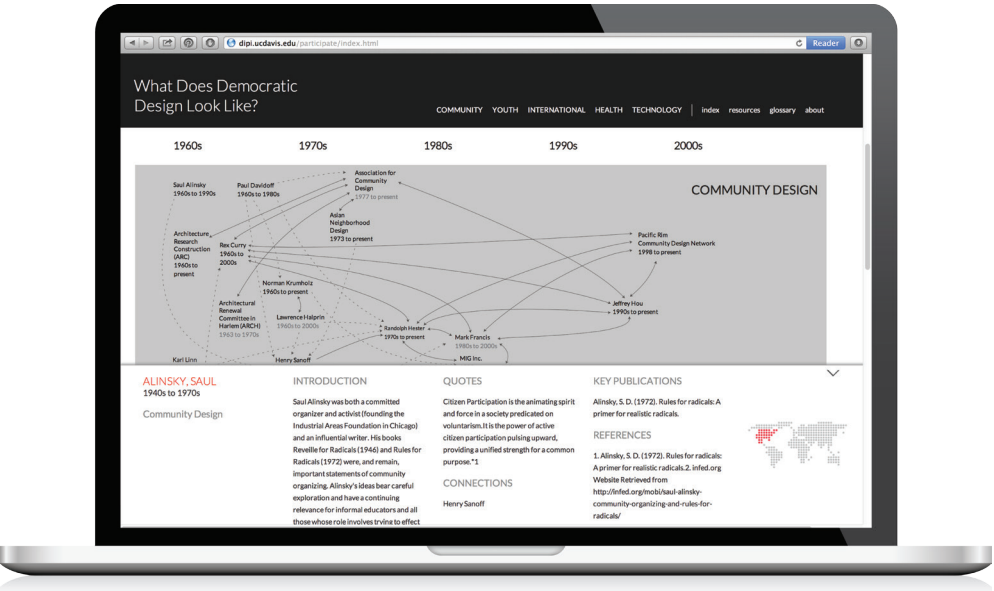 dipi.ucdavis.edu/participate/index.html
Reader
What Does Democratic
Design Look Like?
COMMUNITY YOUTH INTERNATIONAL HEALTH TECHNOLOGY | index resources glossary about
1960s 1970s 1980s 1990s 2000s
COMMUNITY DESIGN
Saul Alinsky
1960s to 1990s
Paul Davidoff
1960s to 1980s
Association for
Community
Design
1977 to present
Asian
Neighborhood
Design
1973 to present
Architecture
Research
Construction
(ARC)
1960s to
present
Rex Curry
1960s to
2000s
Pacific Rim
Community Design Network
1998 to present
Norman Krumholz
1960s to present
Architectural
Renewal
Committee in
Harlem (ARCH)
1963 to 1970s
Lawrence Halprin
1960s to 2000s
Jeffrey Hou
1990s to present
Randolph Hester
1970s to present
Mark Francis
1980s to 2000s
MIG Inc.
Karl Linn
Henry Sanoff
ALINSKY, SAUL
1940s to 1970s
Community Design
INTRODUCTION
Saul Alinsky was both a committed
organizer and activist (founding the
Industrial Areas Foundation in Chicago)
and an influential writer. His books
Reveille for Radicals (1946) and Rules for
Radicals (1972) were, and remain,
important statements of community
organizing. Alinsky's ideas bear careful
exploration and have a continuing
relevance for informal educators and all
those whose role involves trying to effect
QUOTES
Citizen Participation is the animating spirit
and force in a society predicated on
voluntarism.It is the power of active
citizen participation pulsing upward,
providing a unified strength for a common
purpose."1
CONNECTIONS
Henry Sanoff
KEY PUBLICATIONS
Alinsky, S. D. (1972). Rules for radicals: A
primer for realistic radicals.
REFERENCES
1. Alinsky, S. D. (1972). Rules for radicals:
A primer for realistic radicals.2. infed.org
Website Retrieved from
http://infed.org/mobi/saul-alinsky-
community-organizing-and-rules-for-
radicals/